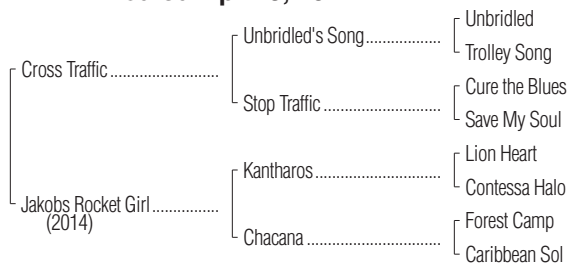 Unbridled
Unbridled's Song
Trolley Song
Cross Traffic
Cure the Blues
Stop Traffic
Save My Soul
Lion Heart
Kantharos
Contessa Halo
Jakobs Rocket Girl
(2014)
Forest Camp
Chacana
Caribbean Sol